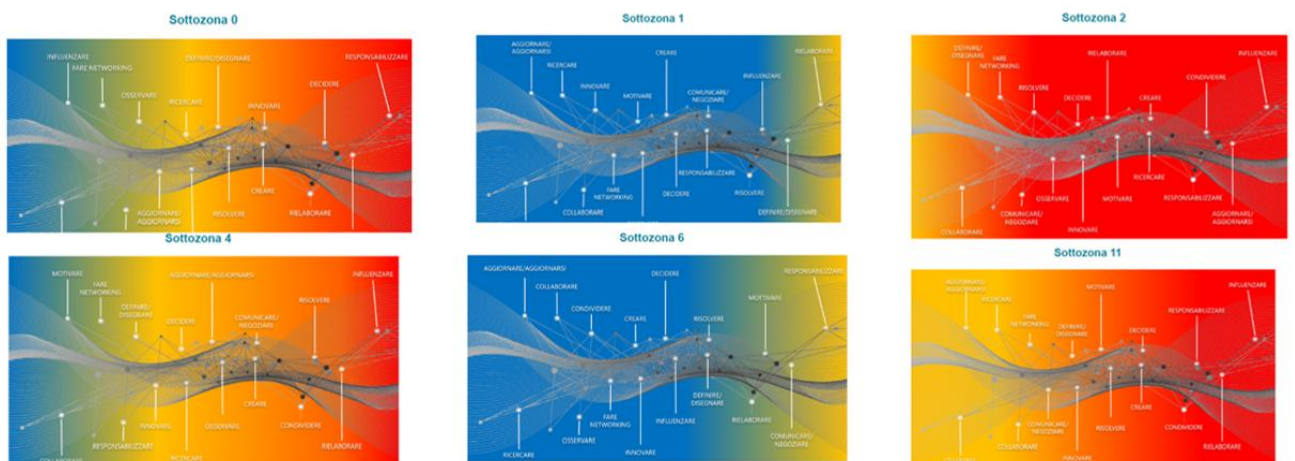 Sottozona 0
INFLUENZARE
FARE NETWORKING
OSSERVARE
RICERCARE
DEFINIRE/DISEGNARE
INNOVARE
DECIDERE
RESPONSABILIZZARE
AGGIORNARE/
AGGIORNARSI
RISOLVERE
CREARE
RIELABORARE
Sottozona 1
AGGIORNARE/
AGGIORNARSI
RICERCARE
INNOVARE
MOTIVARE
CREARE
COMUNICARE/
NEGOZIARE
INFLUENZARE
RIELABORARE
COLLABORARE
FARE
NETWORKING
DECIDERE
RESPONSABILIZZARE
RISOLVERE
DEFINIRE/DISEGNARE
Sottozona 2
DEFINIRE/
DISEGNARE
FARE
NETWORKING
RISOLVERE
DECIDERE
RIELABORARE
CREARE
CONDIVIDERE
INFLUENZARE
COLLABORARE
COMUNICARE/
NEGOZIARE
OSSERVARE
INNOVARE
MOTIVARE
RICERCARE
RESPONSABILIZZARE
AGGIORNARE/
AGGIORNARSI
Sottozona 4
MOTIVARE
FARE
NETWORKING
DEFINIRE/
DISEGNARE
DECIDERE
AGGIORNARE/AGGIORNARSI
COMUNICARE/
NEGOZIARE
RISOLVERE
INFLUENZARE
RESPONSABILIZZARE
INNOVARE
OSSERVARE
CREARE
CONDIVIDERE
RIELABORARE
Sottozona 6
AGGIORNARE/AGGIORNARSI
COLLABORARE
CONDIVIDERE
CREARE
DECIDERE
RISOLVERE
MOTIVARE
RESPONSABILIZZARE
RICERCARE
OSSERVARE
FARE
NETWORKING
INNOVARE
INFLUENZARE
DEFINIRE/
DISEGNARE
RIELABORARE
COMUNICARE/
NEGOZIARE
Sottozona 11
AGGIORNARE/
AGGIORNARSI
RICERCARE
FARE
NETWORKING
DEFINIRE/
DISEGNARE
MOTIVARE
DECIDERE
RESPONSABILIZZARE
INFLUENZARE
COLLABORARE
COMUNICARE/
NEGOZIARE
INNOVARE
RISOLVERE
CREARE
CONDIVIDERE
RIELABORARE